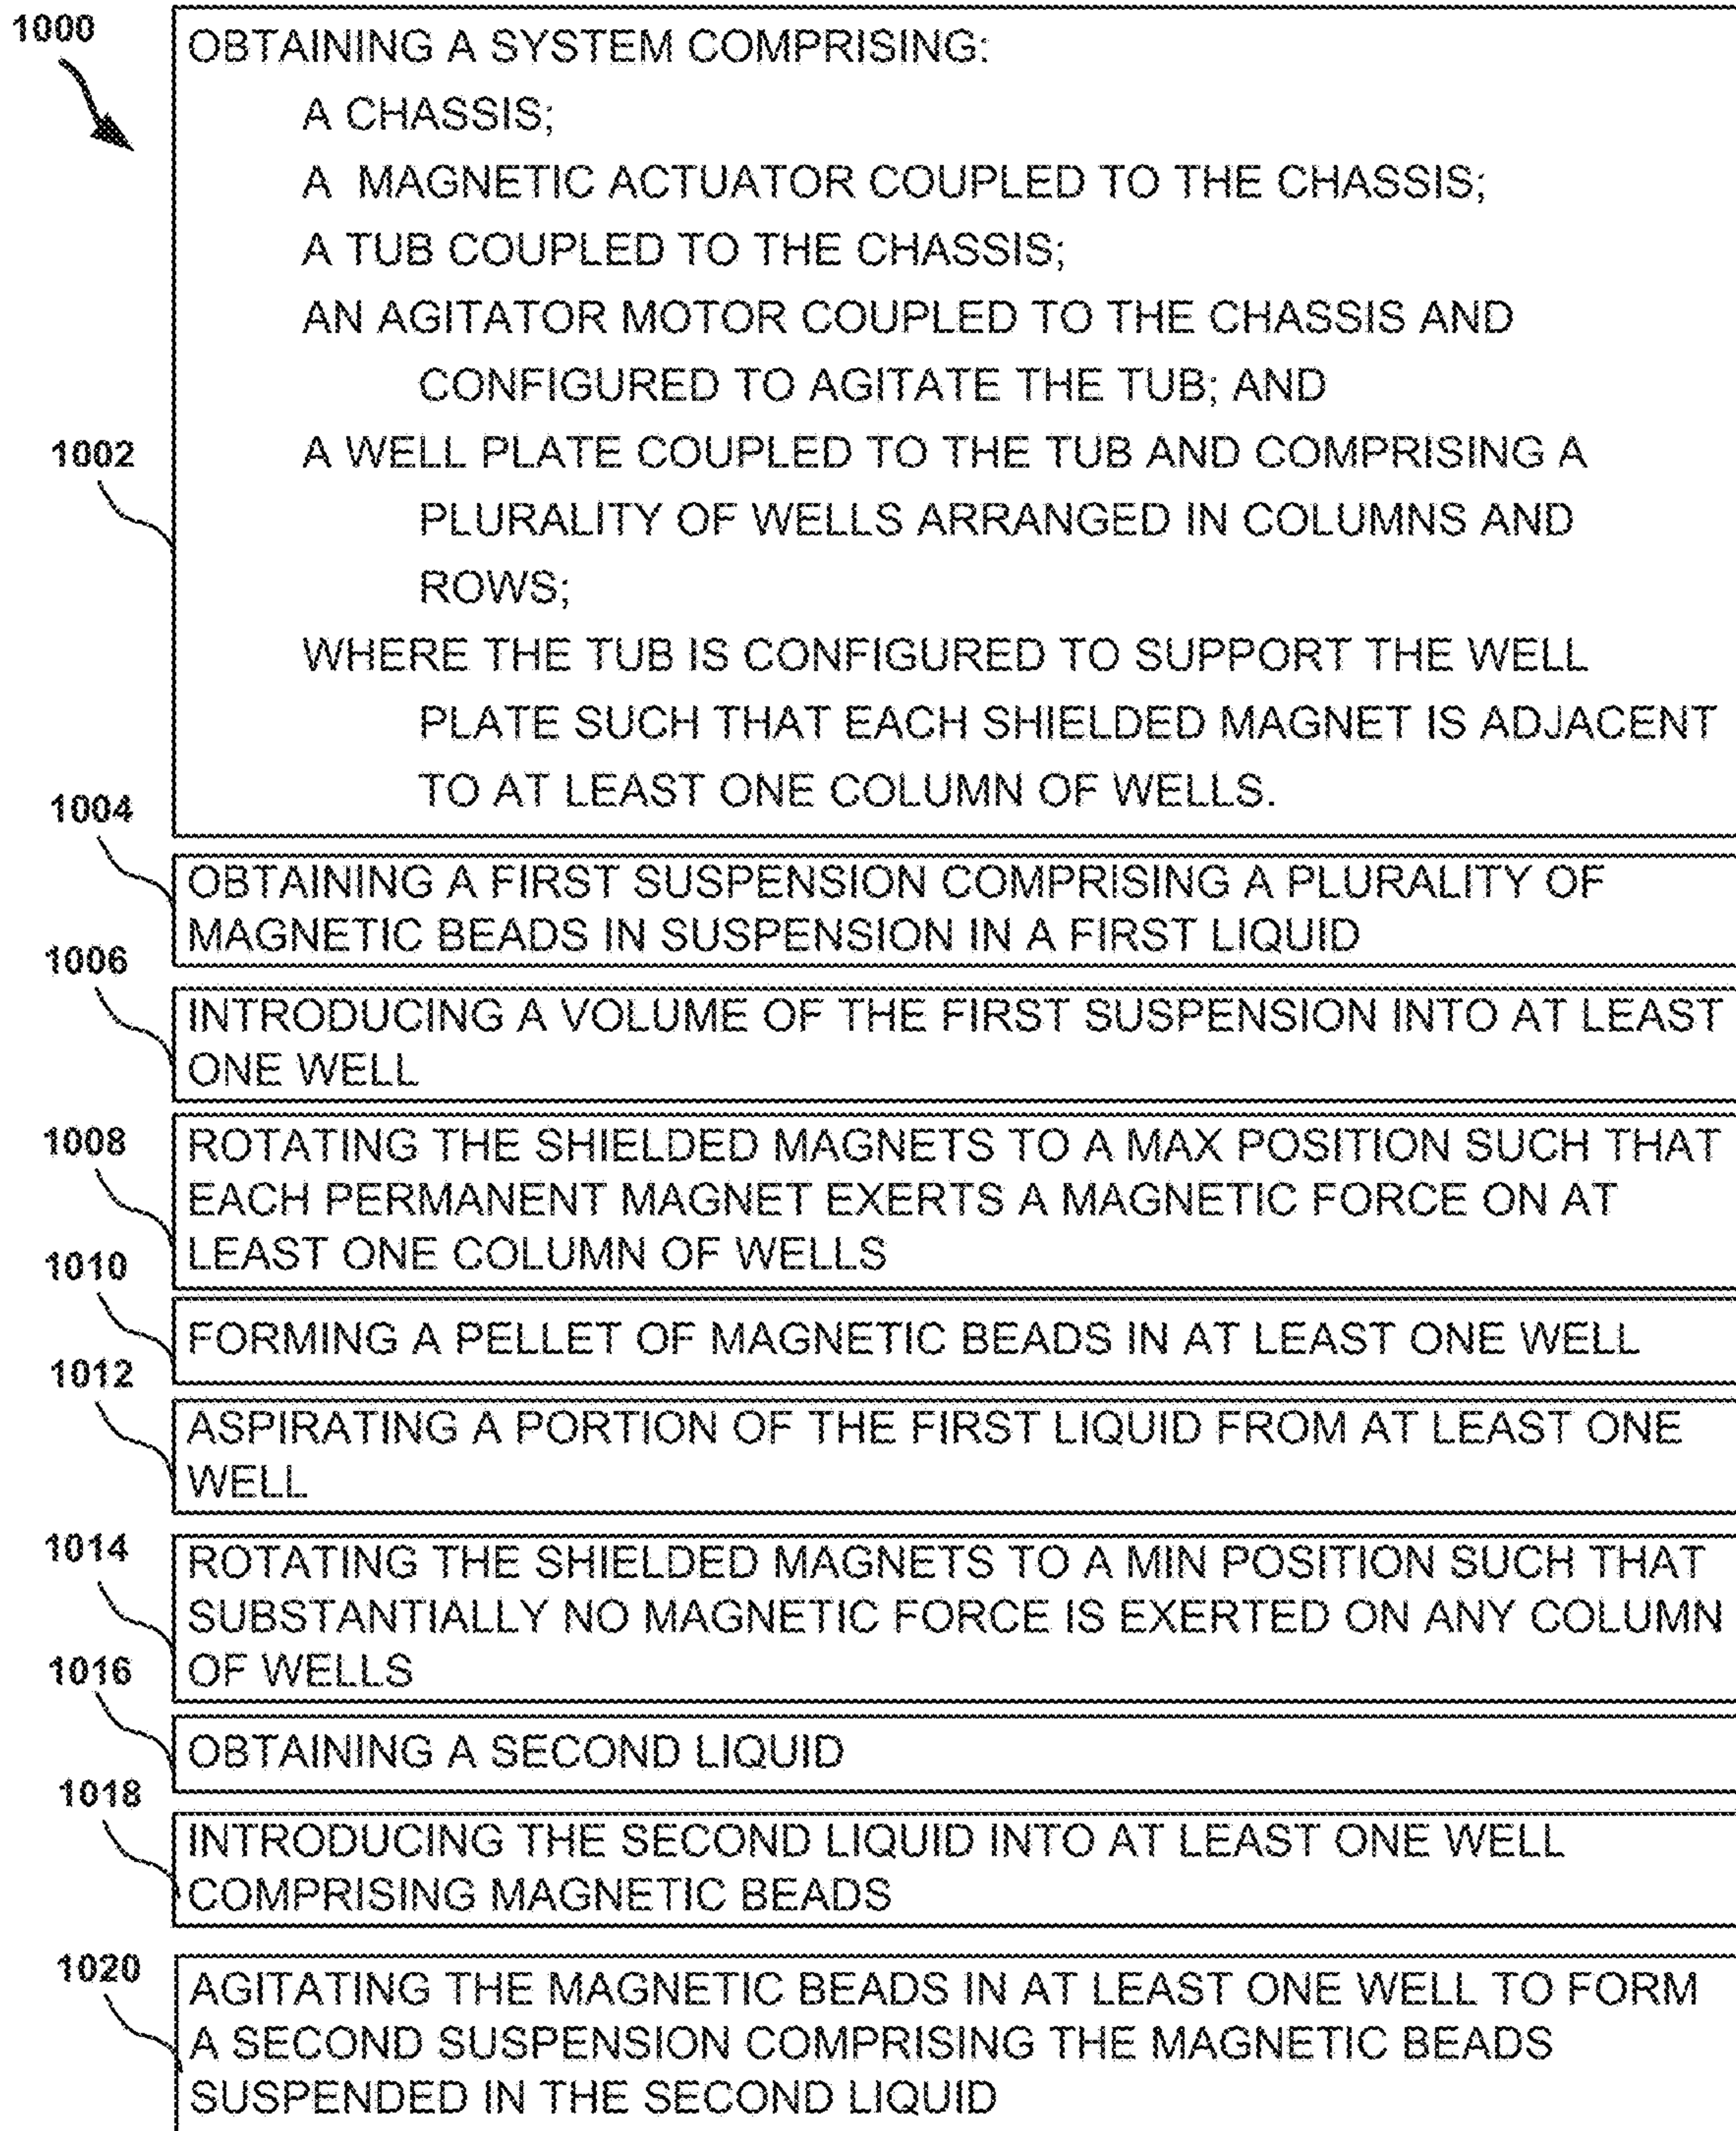 1000
OBTAINING A SYSTEM COMPRISING:
A CHASSIS;
A MAGNETIC ACTUATOR COUPLED TO THE CHASSIS;
A TUB COUPLED TO THE CHASSIS;
AN AGITATOR MOTOR COUPLED TO THE CHASSIS AND
CONFIGURED TO AGITATE THE TUB; AND
1002
A WELL PLATE COUPLED TO THE TUB AND COMPRISING A
PLURALITY OF WELLS ARRANGED IN COLUMNS AND
ROWS;
WHERE THE TUB IS CONFIGURED TO SUPPORT THE WELL
PLATE SUCH THAT EACH SHIELDED MAGNET IS ADJACENT
TO AT LEAST ONE COLUMN OF WELLS.
1004
OBTAINING A FIRST SUSPENSION COMPRISING A PLURALITY OF
MAGNETIC BEADS IN SUSPENSION IN A FIRST LIQUID
1006
INTRODUCING A VOLUME OF THE FIRST SUSPENSION INTO AT LEAST
ONE WELL
1008
ROTATING THE SHIELDED MAGNETS TO A MAX POSITION SUCH THAT
EACH PERMANENT MAGNET EXERTS A MAGNETIC FORCE ON AT
LEAST ONE COLUMN OF WELLS
1010
FORMING A PELLET OF MAGNETIC BEADS IN AT LEAST ONE WELL
1012
ASPIRATING A PORTION OF THE FIRST LIQUID FROM AT LEAST ONE
WELL
1014
ROTATING THE SHIELDED MAGNETS TO A MIN POSITION SUCH THAT
SUBSTANTIALLY NO MAGNETIC FORCE IS EXERTED ON ANY COLUMN
OF WELLS
1016
OBTAINING A SECOND LIQUID
1018
INTRODUCING THE SECOND LIQUID INTO AT LEAST ONE WELL
COMPRISING MAGNETIC BEADS
1020
AGITATING THE MAGNETIC BEADS IN AT LEAST ONE WELL TO FORM
A SECOND SUSPENSION COMPRISING THE MAGNETIC BEADS
SUSPENDED IN THE SECOND LIQUID